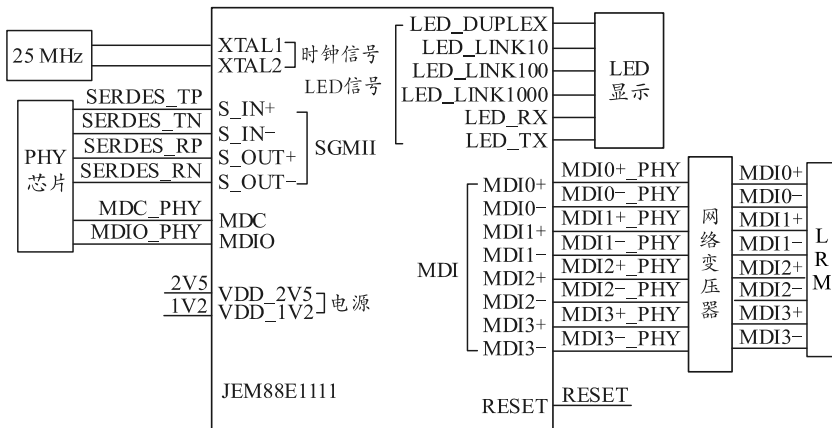 25 MHz
XTAL1
XTAL2
时钟信号
LED信号
LED_DUPLEX
LED_LINK10
LED_LINK100
LED_LINK1000
LED_RX
LED_TX
LED
显示
PHY
芯片
SERDES_TP
SERDES_TN
SERDES_RP
SERDES_RN
S_IN+
S_IN−
S_OUT+
S_OUT−
SGMII
MDC_PHY
MDIO_PHY
MDC
MDIO
2V5
1V2
VDD_2V5
VDD_1V2
电源
JEM88E1111
MDI
MDI0+
MDI0−
MDI1+
MDI1−
MDI2+
MDI2−
MDI3+
MDI3−
MDI0+_PHY
MDI0−_PHY
MDI1+_PHY
MDI1−_PHY
MDI2+_PHY
MDI2−_PHY
MDI3+_PHY
MDI3−_PHY
网络变压器
MDI0+
MDI0−
MDI1+
MDI1−
MDI2+
MDI2−
MDI3+
MDI3−
LRM
RESET
RESET